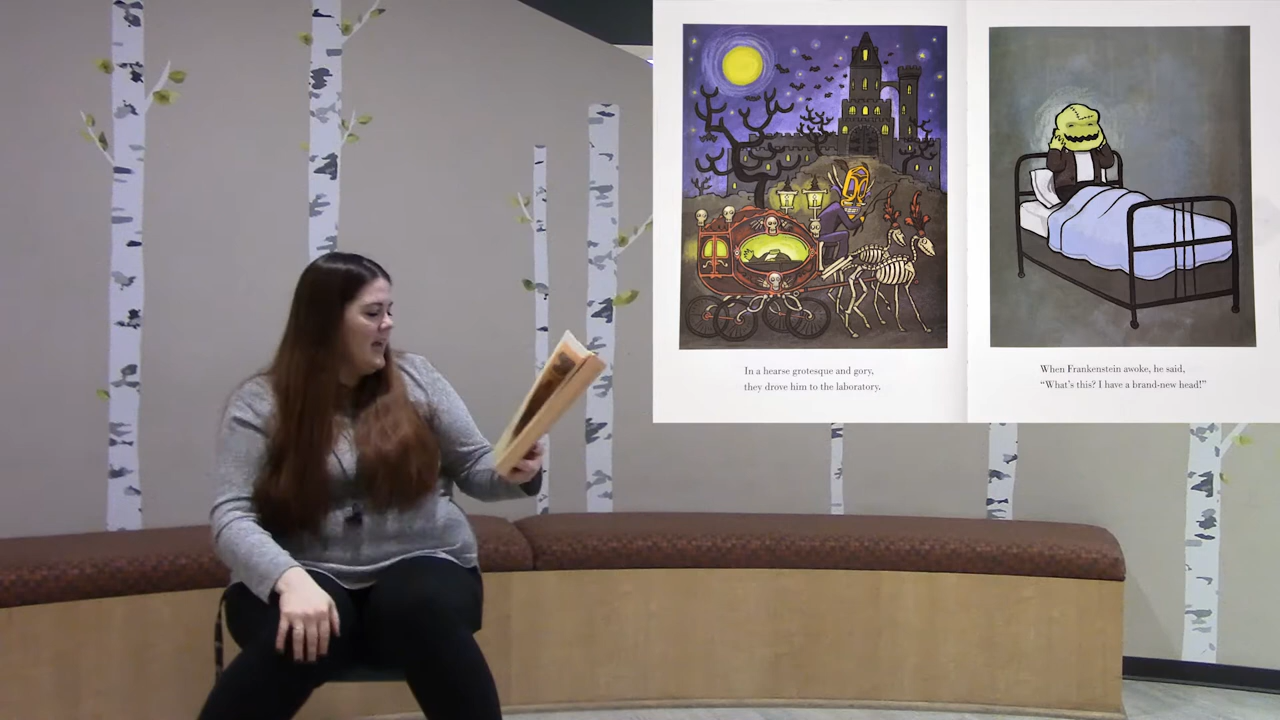 In a hearse grotesque and gory,
they drove him to the laboratory.
When Frankenstein awoke, he said,
“What’s this? I have a brand-new head!”